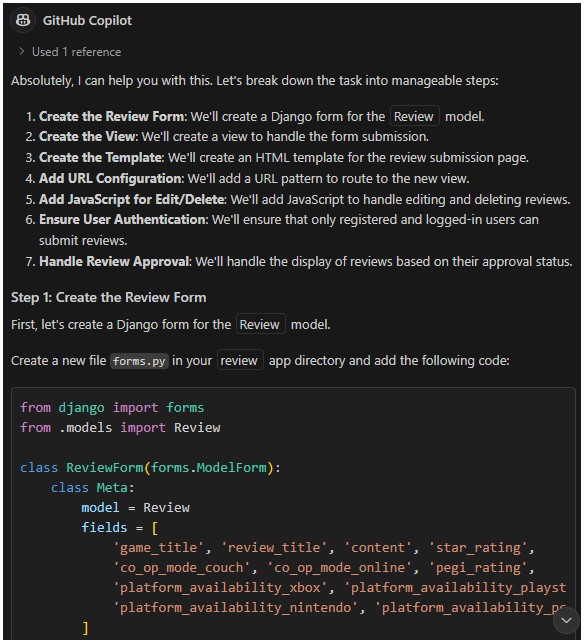 GitHub Copilot
Used 1 reference
Absolutely, I can help you with this. Let's break down the task into manageable steps:
1. Create the Review Form: We'll create a Django form for the Review model.
2. Create the View: We'll create a view to handle the form submission.
3. Create the Template: We'll create an HTML template for the review submission page.
4. Add URL Configuration: We'll add a URL pattern to route to the new view.
5. Add JavaScript for Edit/Delete: We'll add JavaScript to handle editing and deleting reviews.
6. Ensure User Authentication: We'll ensure that only registered and logged-in users can
submit reviews.
7. Handle Review Approval: We'll handle the display of reviews based on their approval status.
Step 1: Create the Review Form
First, let's create a Django form for the Review model.
Create a new file forms.py in your review app directory and add the following code:
from django import forms
from .models import Review
class ReviewForm(forms.ModelForm):
class Meta:
model = Review
fields = [
'game_title', 'review_title', 'content', 'star_rating',
'co_op_mode_couch', 'co_op_mode_online', 'pegi_rating',
'platform_availability_xbox', 'platform_availability_playst
'platform_availability_nintendo', 'platform_availability_
]